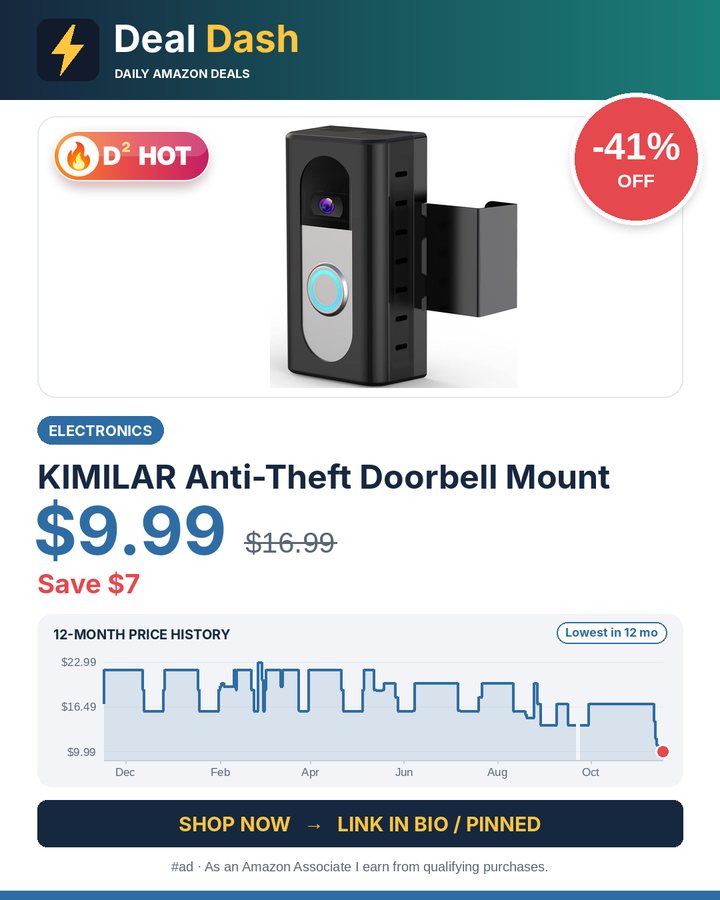 Deal Dash
DAILY AMAZON DEALS
D² HOT
-41%
OFF
ELECTRONICS
KIMILAR Anti-Theft Doorbell Mount
$9.99 $16.99
Save $7
12-MONTH PRICE HISTORY
Lowest in 12 mo
$22.99
$16.49
$9.99
Dec Feb Apr Jun Aug Oct
SHOP NOW → LINK IN BIO / PINNED
#ad · As an Amazon Associate I earn from qualifying purchases.